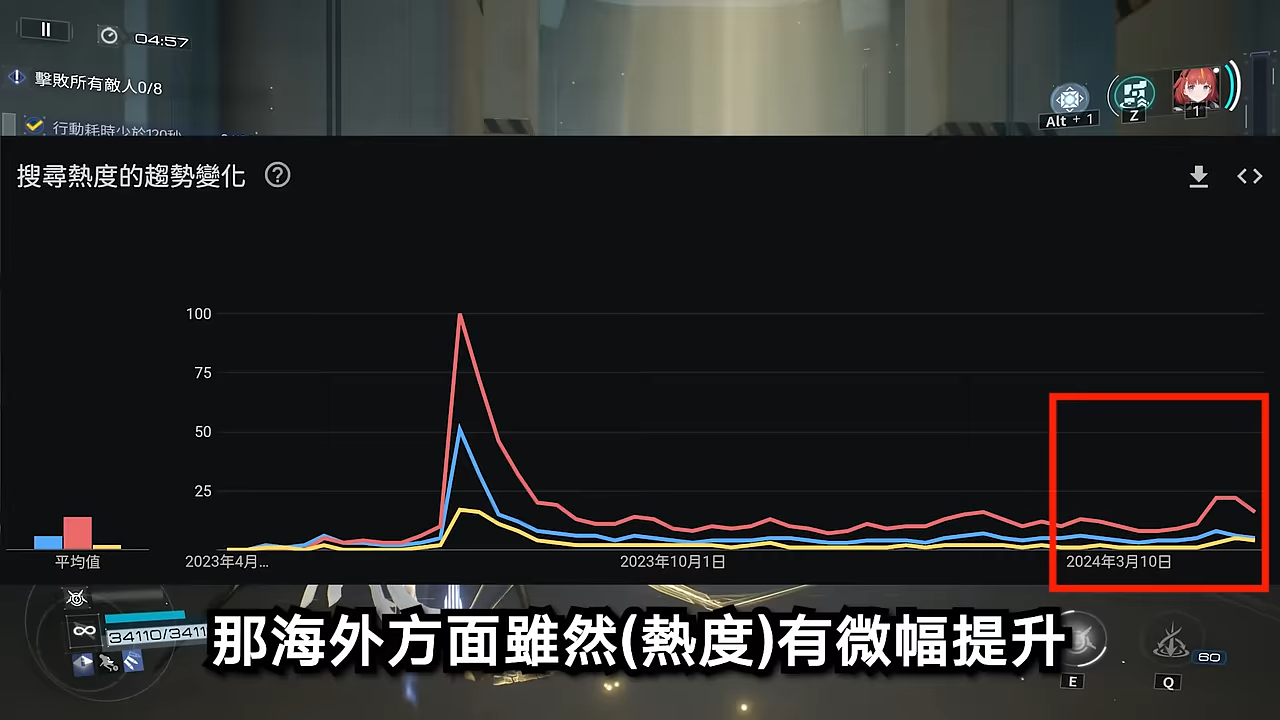 04:57
擊敗所有敵人0/8
行動耗時少於120秒
Alt + 1
Z
1
搜尋熱度的趨勢變化 ?
100
75
50
25
平均值
2023年4月…
2023年10月1日
2024年3月10日
34110/3411
那海外方面雖然(熱度)有微幅提升
60
E
Q